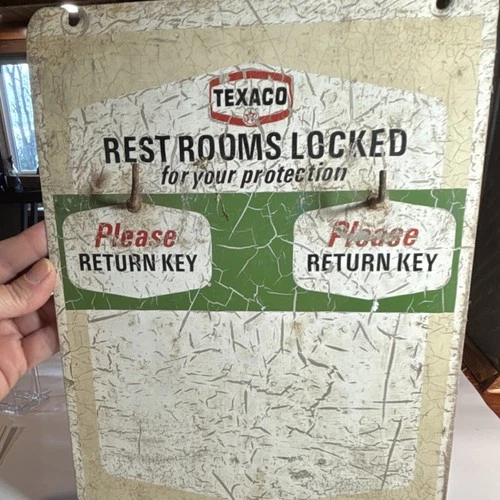 TEXACO
REST ROOMS LOCKED
for your protection
Please
RETURN KEY
Please
RETURN KEY